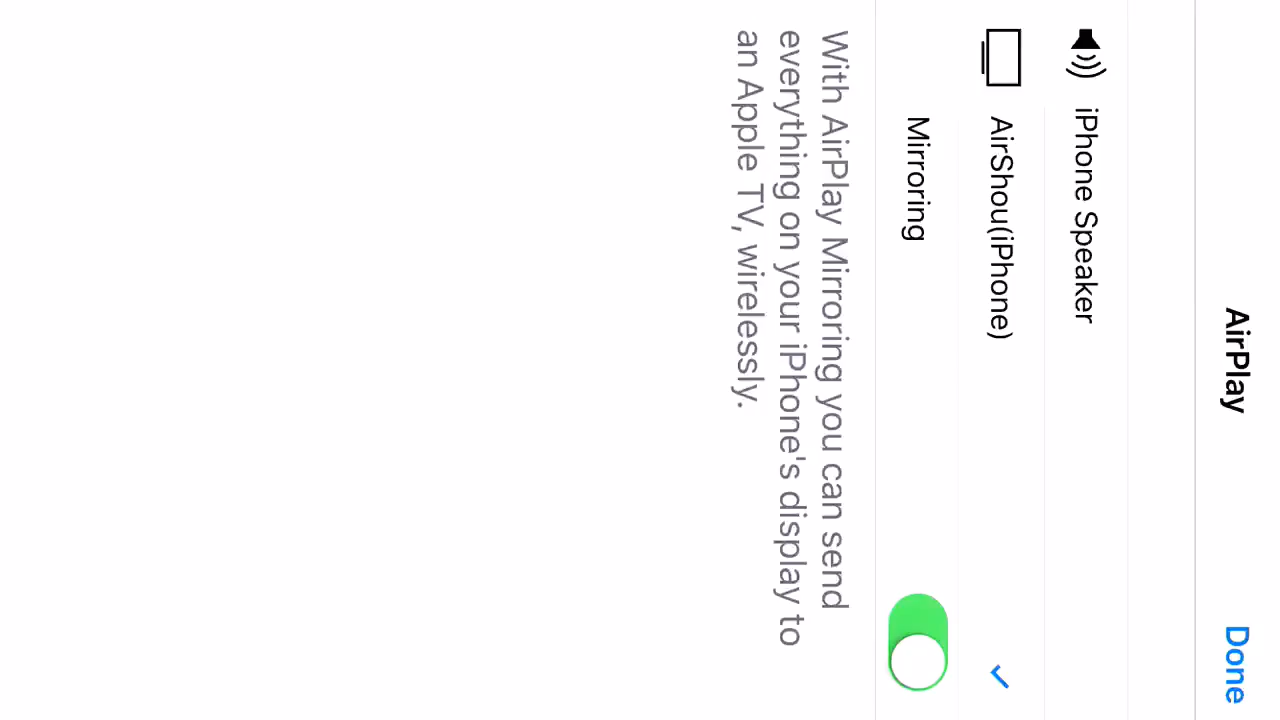 AirPlay
Done
iPhone Speaker
AirShou(iPhone)
Mirroring
With AirPlay Mirroring you can send
everything on your iPhone's display to
an Apple TV, wirelessly.